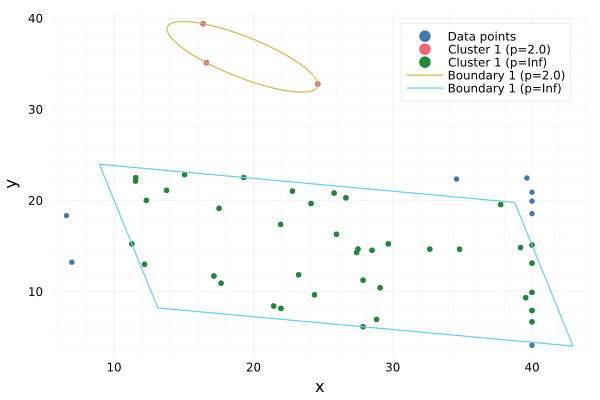 40
30
20
10
y
10
20
30
40
x
Data points
Cluster 1 (p=2.0)
Cluster 1 (p=Inf)
Boundary 1 (p=2.0)
Boundary 1 (p=Inf)